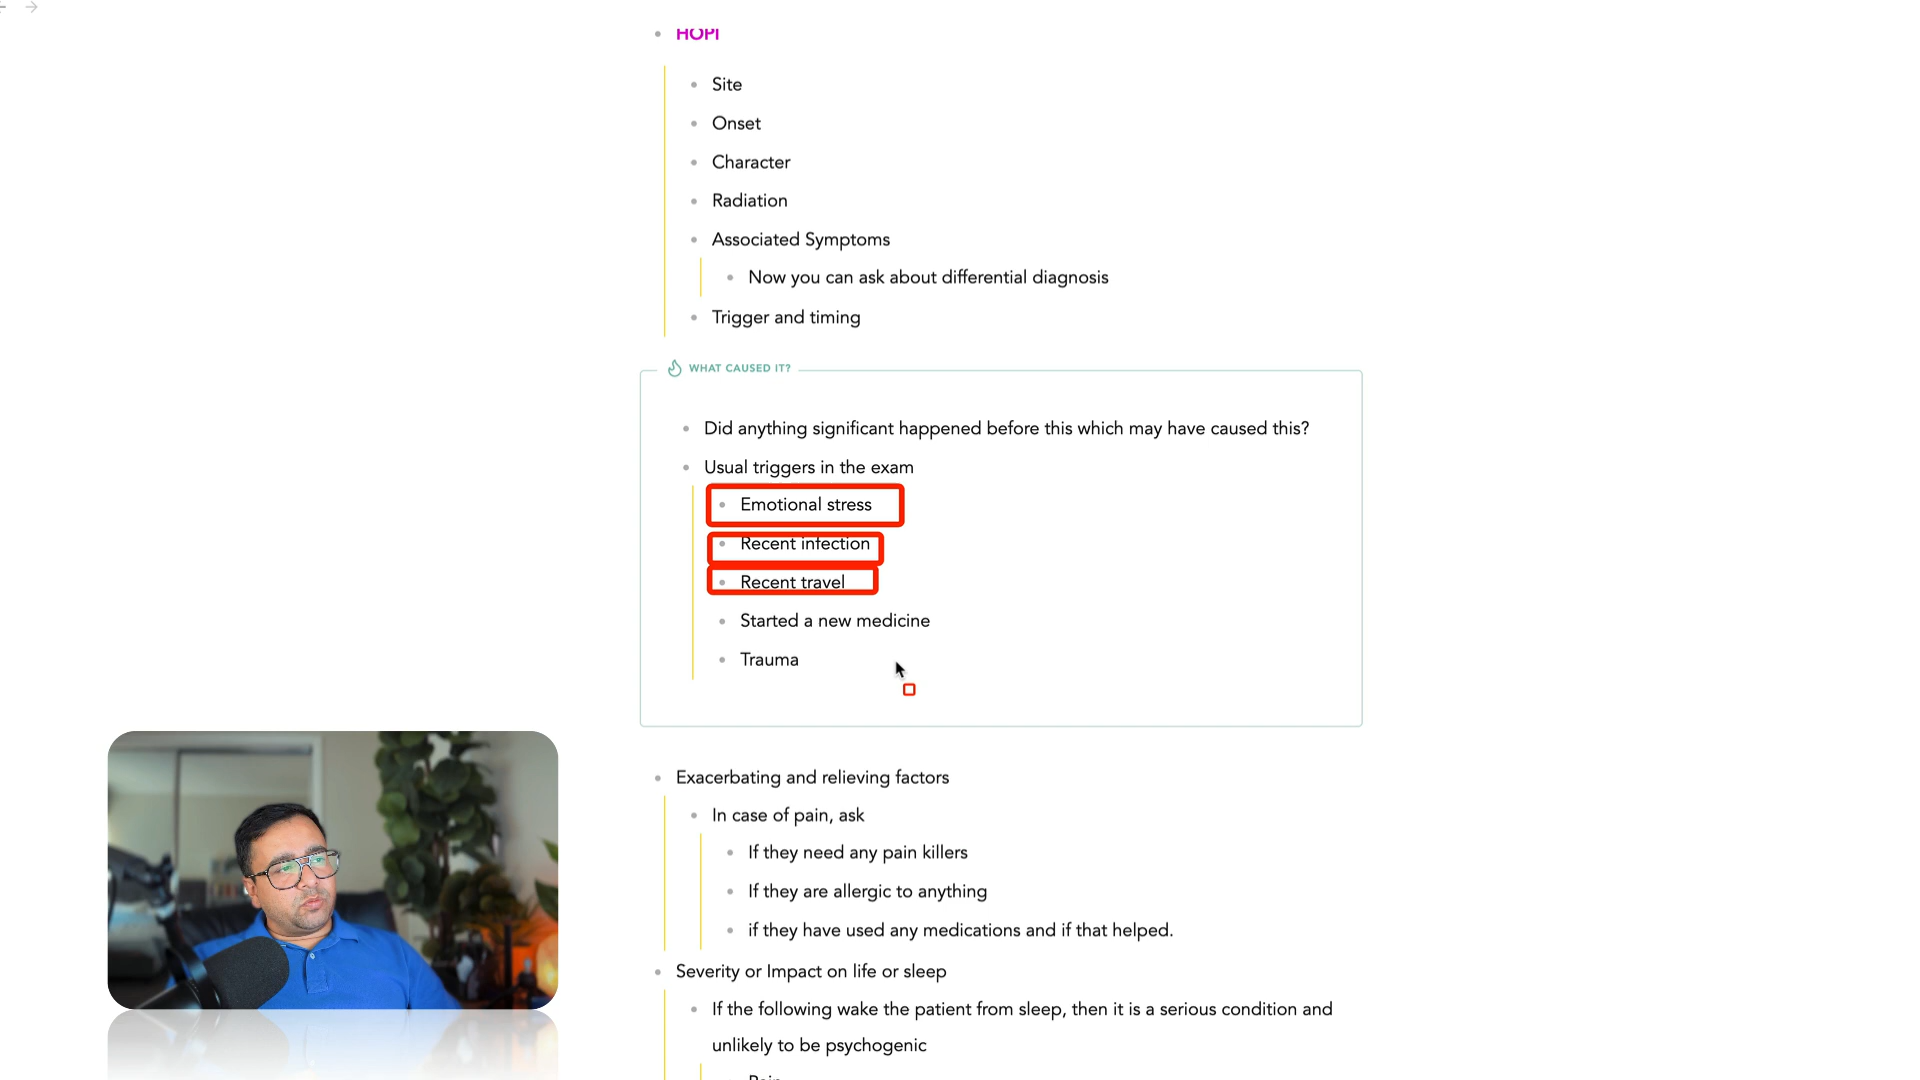 HOPI
Site
Onset
Character
Radiation
Associated Symptoms
Now you can ask about differential diagnosis
Trigger and timing
WHAT CAUSED IT?
Did anything significant happened before this which may have caused this?
Usual triggers in the exam
Emotional stress
Recent infection
Recent travel
Started a new medicine
Trauma
Exacerbating and relieving factors
In case of pain, ask
If they need any pain killers
If they are allergic to anything
if they have used any medications and if that helped.
Severity or Impact on life or sleep
If the following wake the patient from sleep, then it is a serious condition and
unlikely to be psychogenic